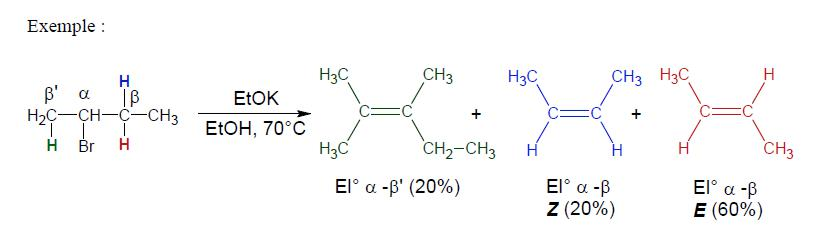 Exemple :
H H3C CH3 H3C CH3 H3C H
β' α β EtOK
H2C—CH—C—CH3 C=C + C=C + C=C
EtOH, 70°C
H Br H H3C CH2-CH3 H H H CH3
El° α -β' (20%) El° α -β El° α -β
Z (20%) E (60%)